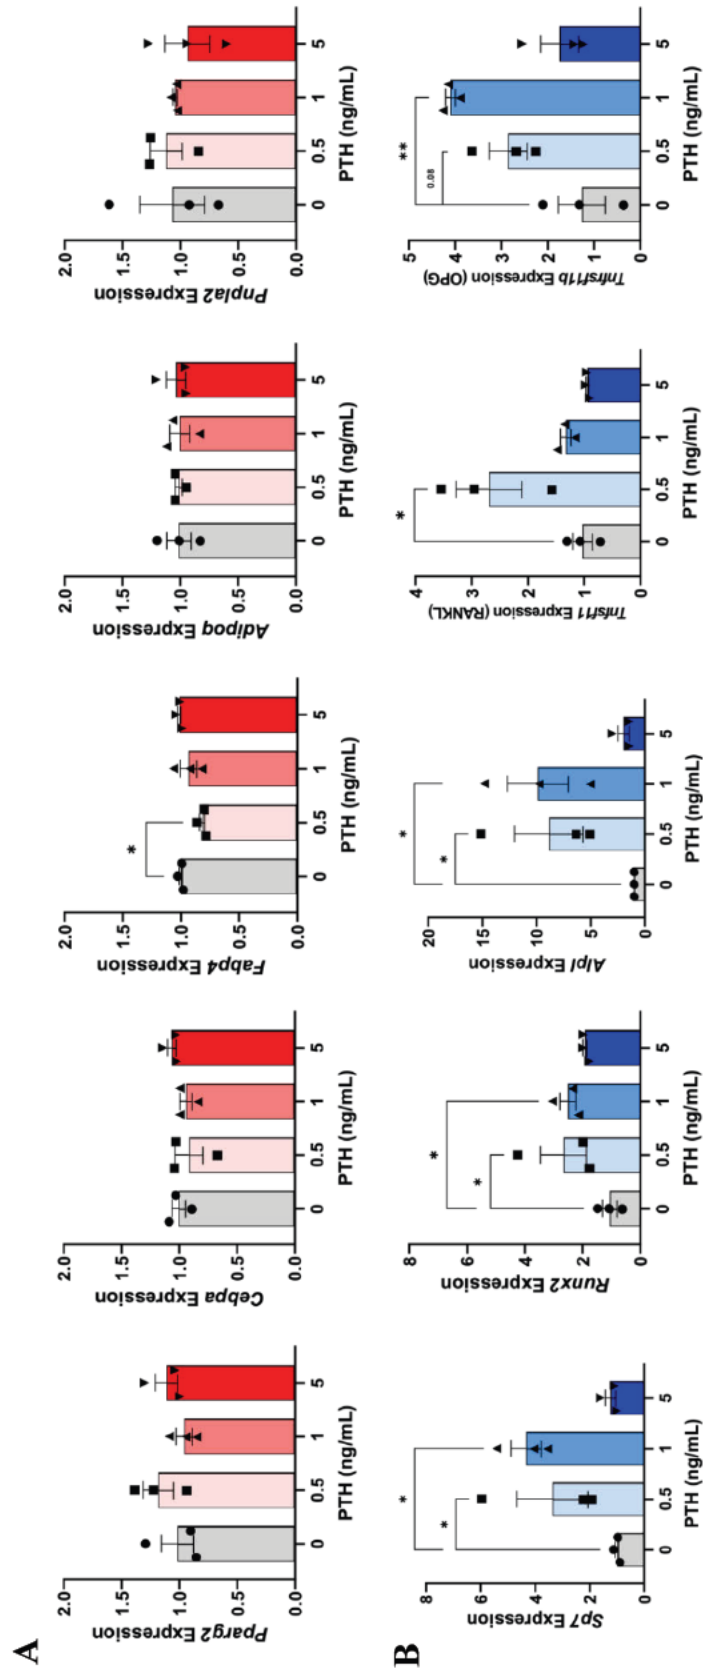 A
Pparg2 Expression
2.0
1.5
1.0
0.5
0.0
0 0.5 1 5
PTH (ng/mL)
Cebpa Expression
2.0
1.5
1.0
0.5
0.0
0 0.5 1 5
PTH (ng/mL)
Fabp4 Expression
2.0
1.5
1.0
0.5
0.0
*
0 0.5 1 5
PTH (ng/mL)
Adipoq Expression
2.0
1.5
1.0
0.5
0.0
0 0.5 1 5
PTH (ng/mL)
Pnpla2 Expression
2.0
1.5
1.0
0.5
0.0
0 0.5 1 5
PTH (ng/mL)
B
Sp7 Expression
8
6
4
2
0
*
*
0 0.5 1 5
PTH (ng/mL)
Runx2 Expression
8
6
4
2
0
*
*
0 0.5 1 5
PTH (ng/mL)
Alpl Expression
20
15
10
5
0
*
*
0 0.5 1 5
PTH (ng/mL)
Tnfsf11 Expression (RANKL)
4
3
2
1
0
*
0 0.5 1 5
PTH (ng/mL)
Tnfrsf11b Expression (OPG)
5
4
3
2
1
0
**
0.08
0 0.5 1 5
PTH (ng/mL)